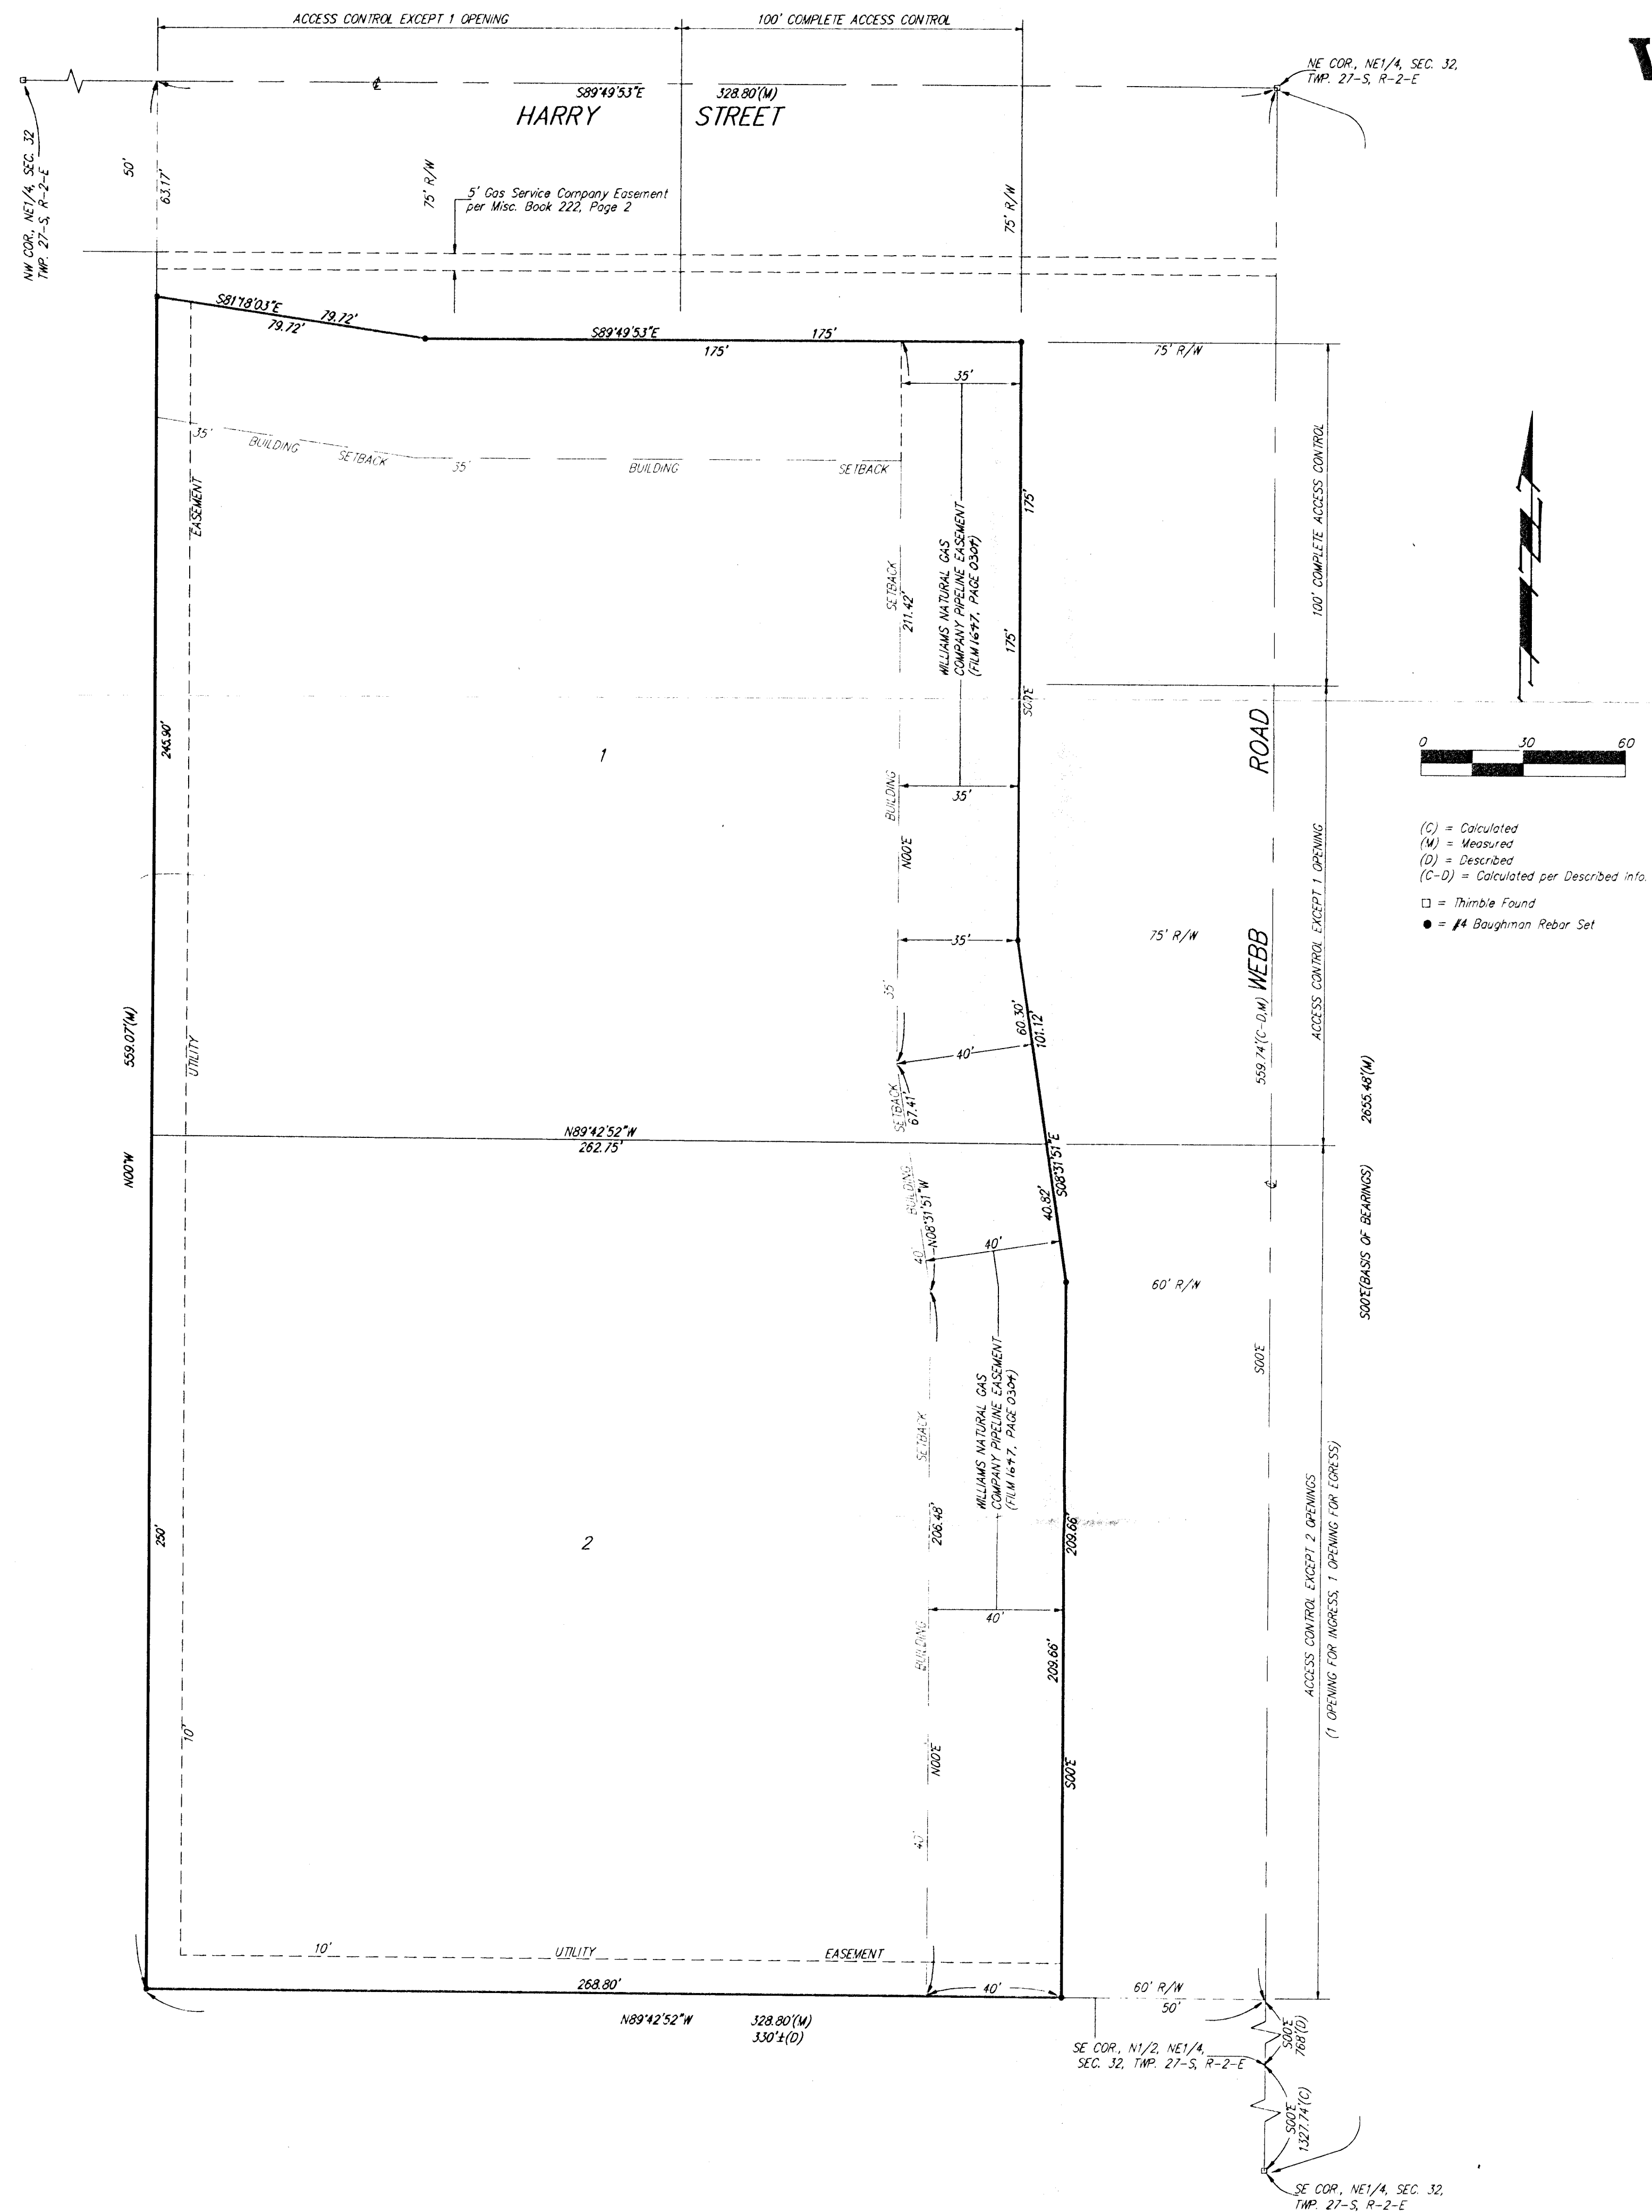 ACCESS CONTROL EXCEPT 1 OPENING
100' COMPLETE ACCESS CONTROL
NE COR., NE1/4, SEC. 32,
TWP. 27-S, R-2-E
NW COR., NE1/4, SEC. 32
TWP. 27-S, R-2-E
S89°49'53"E
328.80'(M)
HARRY STREET
50'
63.17'
75' R/W
75' R/W
5' Gas Service Company Easement
per Misc. Book 222, Page 2
S81°18'03"E
79.72'
79.72'
S89°49'53"E
175'
175'
75' R/W
35'
35' BUILDING SETBACK 35' BUILDING SETBACK
EASEMENT
SETBACK
211.42'
WILLIAMS NATURAL GAS
COMPANY PIPELINE EASEMENT
(FILM 1647, PAGE 0304)
175'
175'
S00°E
100' COMPLETE ACCESS CONTROL
245.90'
1
BUILDING
N00°E
35'
ROAD
0 30 60
(C) = Calculated
(M) = Measured
(D) = Described
(C-D) = Calculated per Described info.
□ = Thimble Found
● = #4 Baughman Rebar Set
ACCESS CONTROL EXCEPT 1 OPENING
35'
75' R/W
WEBB
559.74'(C-D,M)
35'
60.30'
101.12'
40'
559.07'(M)
UTILITY
SETBACK
67.41'
2655.48'(M)
N89°42'52"W
262.75'
N00°W
BUILDING
N08°31'51"W
40'
S08°31'51"E
40.82'
40'
60' R/W
S00°E(BASIS OF BEARINGS)
S00°E
WILLIAMS NATURAL GAS
COMPANY PIPELINE EASEMENT
(FILM 1647, PAGE 0304)
SETBACK
206.48'
250'
2
209.66'
209.66'
40'
BUILDING
N00°E
S00°E
40'
10'
ACCESS CONTROL EXCEPT 2 OPENINGS
(1 OPENING FOR INGRESS, 1 OPENING FOR EGRESS)
10' UTILITY EASEMENT
268.80'
40'
60' R/W
50'
N89°42'52"W
328.80'(M)
330'±(D)
SE COR., N1/2, NE1/4,
SEC. 32, TWP. 27-S, R-2-E
S00°E
768'(D)
S00°E
1327.74'(C)
SE COR., NE1/4, SEC. 32,
TWP. 27-S, R-2-E